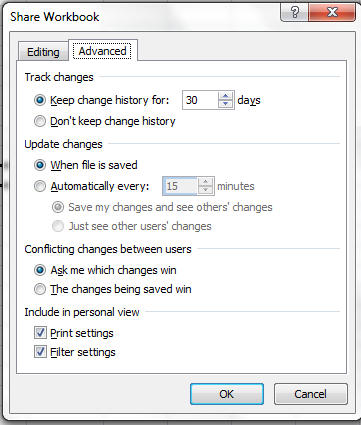 Share Workbook
Editing Advanced
Track changes
Keep change history for: 30 days
Don't keep change history
Update changes
When file is saved
Automatically every: 15 minutes
Save my changes and see others' changes
Just see other users' changes
Conflicting changes between users
Ask me which changes win
The changes being saved win
Include in personal view
Print settings
Filter settings
OK Cancel